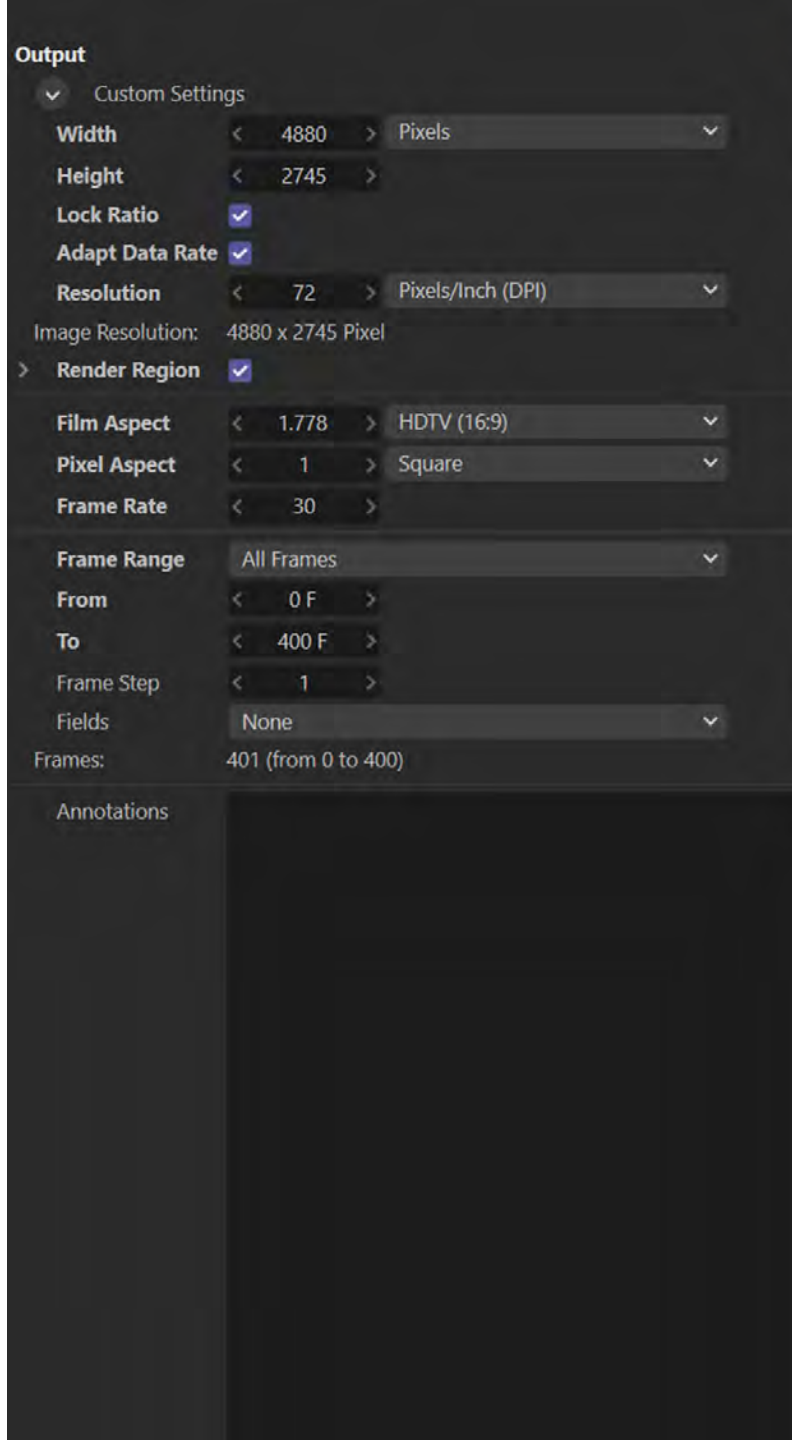 Output
Custom Settings
Width 4880 Pixels
Height 2745
Lock Ratio
Adapt Data Rate
Resolution 72 Pixels/Inch (DPI)
Image Resolution: 4880 x 2745 Pixel
Render Region
Film Aspect 1.778 HDTV (16:9)
Pixel Aspect 1 Square
Frame Rate 30
Frame Range All Frames
From 0 F
To 400 F
Frame Step 1
Fields None
Frames: 401 (from 0 to 400)
Annotations